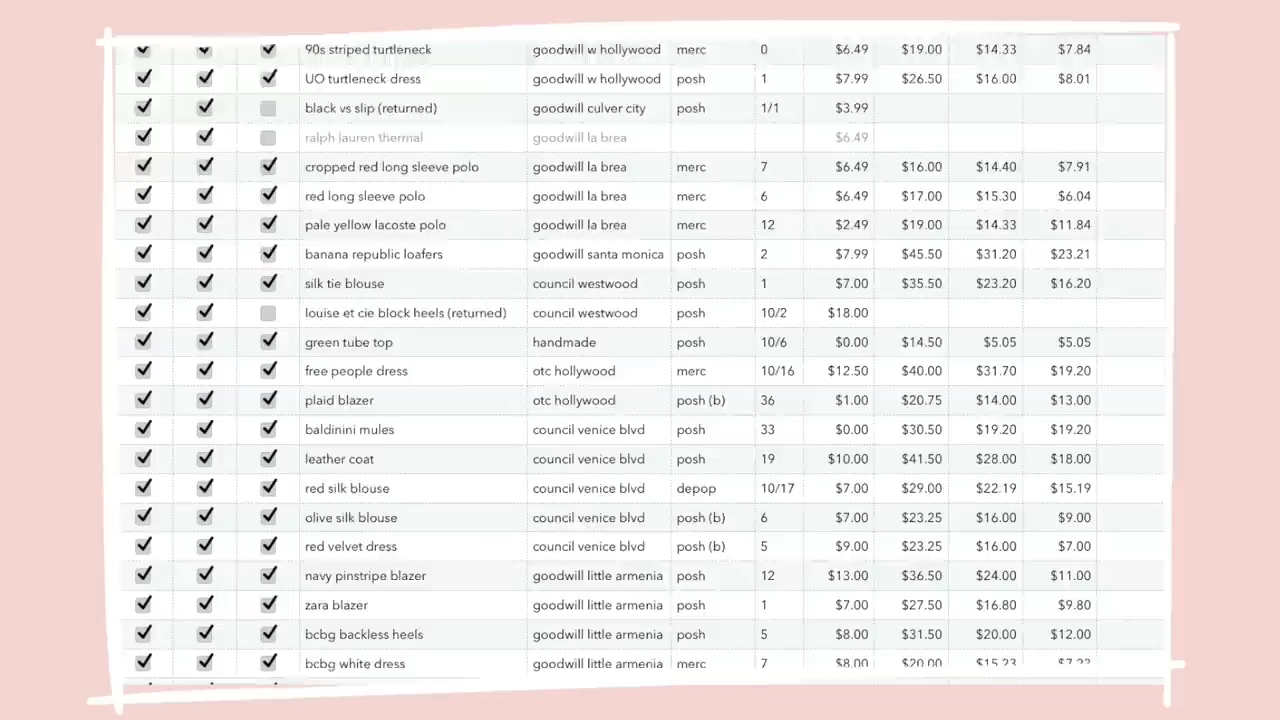 90s striped turtleneck goodwill w hollywood merc 0 $6.49 $19.00 $14.33 $7.84
UO turtleneck dress goodwill w hollywood posh 1 $7.99 $26.50 $16.00 $8.01
black vs slip (returned) goodwill culver city posh 1/1 $3.99
ralph lauren thermal goodwill la brea $6.49
cropped red long sleeve polo goodwill la brea merc 7 $6.49 $16.00 $14.40 $7.91
red long sleeve polo goodwill la brea merc 6 $6.49 $17.00 $15.30 $6.04
pale yellow lacoste polo goodwill la brea merc 12 $2.49 $19.00 $14.33 $11.84
banana republic loafers goodwill santa monica posh 2 $7.99 $45.50 $31.20 $23.21
silk tie blouse council westwood posh 1 $7.00 $35.50 $23.20 $16.20
louise et cie block heels (returned) council westwood posh 10/2 $18.00
green tube top handmade posh 10/6 $0.00 $14.50 $5.05 $5.05
free people dress otc hollywood merc 10/16 $12.50 $40.00 $31.70 $19.20
plaid blazer otc hollywood posh (b) 36 $1.00 $20.75 $14.00 $13.00
baldinini mules council venice blvd posh 33 $0.00 $30.50 $19.20 $19.20
leather coat council venice blvd posh 19 $10.00 $41.50 $28.00 $18.00
red silk blouse council venice blvd depop 10/17 $7.00 $29.00 $22.19 $15.19
olive silk blouse council venice blvd posh (b) 6 $7.00 $23.25 $16.00 $9.00
red velvet dress council venice blvd posh (b) 5 $9.00 $23.25 $16.00 $7.00
navy pinstripe blazer goodwill little armenia posh 12 $13.00 $36.50 $24.00 $11.00
zara blazer goodwill little armenia posh 1 $7.00 $27.50 $16.80 $9.80
bcbg backless heels goodwill little armenia posh 5 $8.00 $31.50 $20.00 $12.00
bcbg white dress goodwill little armenia merc 7 $8.00 $20.00